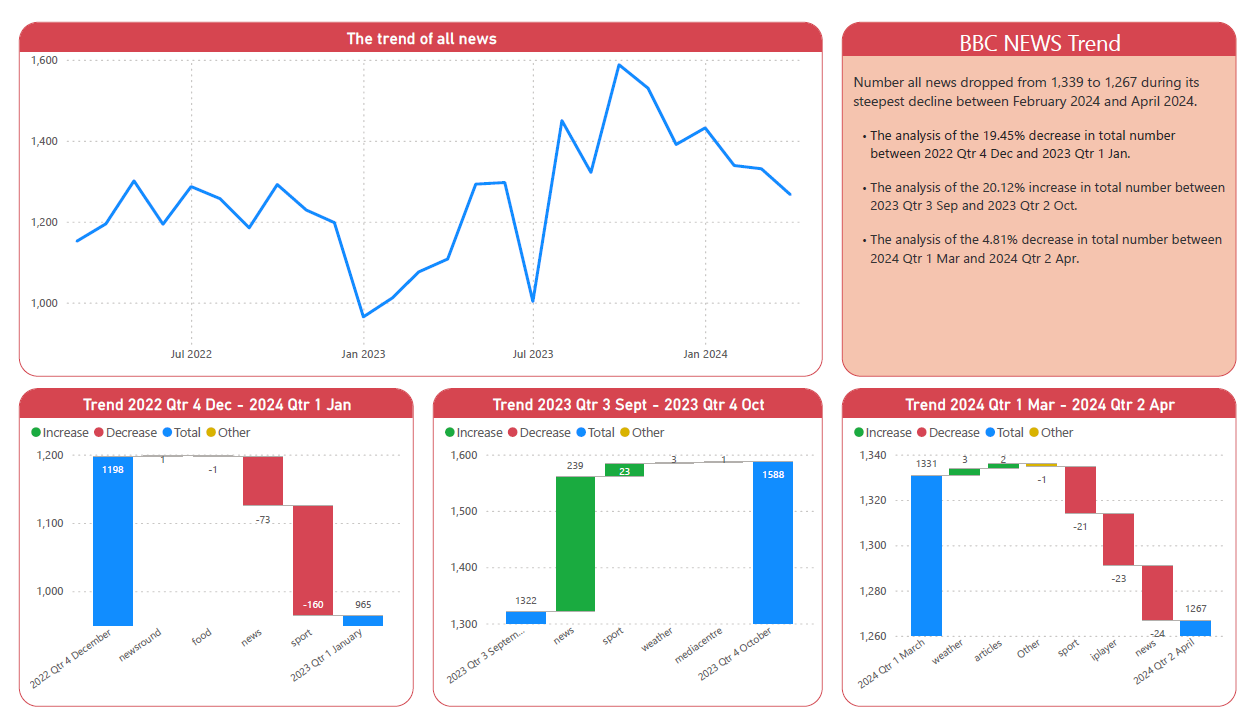 The trend of all news
1,600
1,400
1,200
1,000
Jul 2022
Jan 2023
Jul 2023
Jan 2024
BBC NEWS Trend
Number all news dropped from 1,339 to 1,267 during its
steepest decline between February 2024 and April 2024.
• The analysis of the 19.45% decrease in total number
between 2022 Qtr 4 Dec and 2023 Qtr 1 Jan.
• The analysis of the 20.12% increase in total number between
2023 Qtr 3 Sep and 2023 Qtr 2 Oct.
• The analysis of the 4.81% decrease in total number between
2024 Qtr 1 Mar and 2024 Qtr 2 Apr.
Trend 2022 Qtr 4 Dec - 2024 Qtr 1 Jan
Increase Decrease Total Other
1,200
1,100
1,000
1198
1
-1
-73
-160
965
2022 Qtr 4 December
newsround
food
news
sport
2023 Qtr 1 January
Trend 2023 Qtr 3 Sept - 2023 Qtr 4 Oct
Increase Decrease Total Other
1,600
1,500
1,400
1,300
1322
239
23
3
1
1588
2023 Qtr 3 Septem...
news
sport
weather
mediacentre
2023 Qtr 4 October
Trend 2024 Qtr 1 Mar - 2024 Qtr 2 Apr
Increase Decrease Total Other
1,340
1,320
1,300
1,280
1,260
1331
3
2
-1
-21
-23
-24
1267
2024 Qtr 1 March
weather
articles
Other
sport
iplayer
news
2024 Qtr 2 April